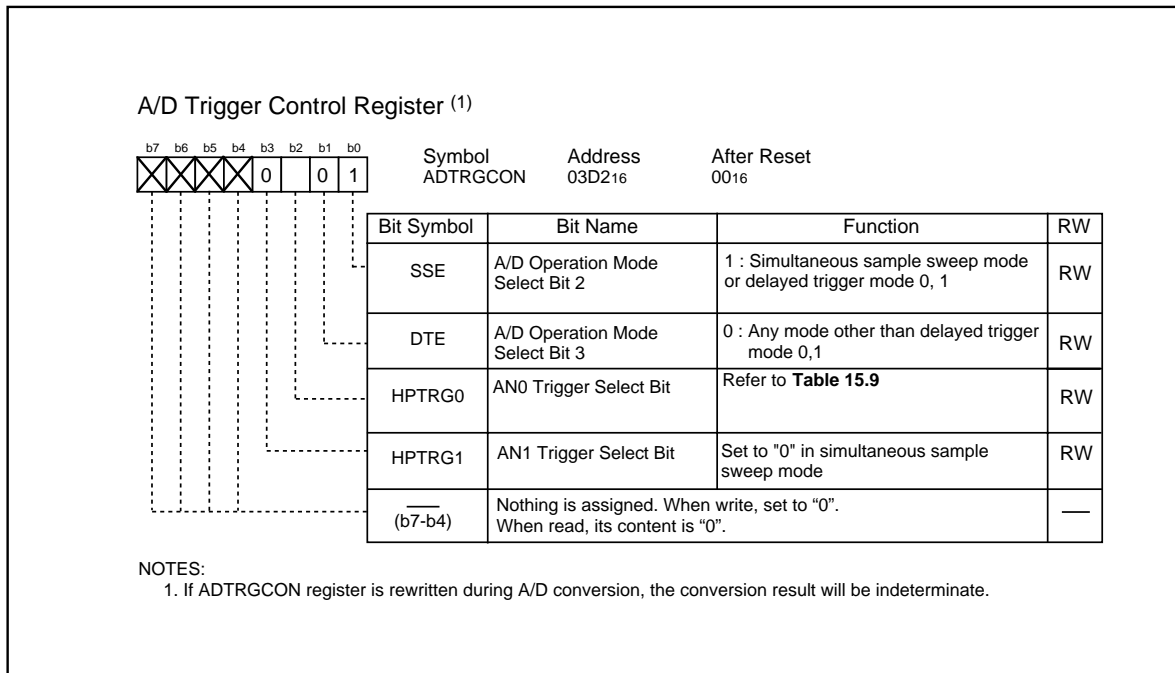 A/D Trigger Control Register (1)
b7 b6 b5 b4 b3 b2 b1 b0
0 0 1
Symbol Address After Reset
ADTRGCON 03D216 0016
Bit Symbol Bit Name Function RW
SSE A/D Operation Mode Select Bit 2 1 : Simultaneous sample sweep mode or delayed trigger mode 0, 1 RW
DTE A/D Operation Mode Select Bit 3 0 : Any mode other than delayed trigger mode 0,1 RW
HPTRG0 AN0 Trigger Select Bit Refer to Table 15.9 RW
HPTRG1 AN1 Trigger Select Bit Set to "0" in simultaneous sample sweep mode RW
(b7-b4) Nothing is assigned. When write, set to “0”.
When read, its content is “0”.
NOTES:
1. If ADTRGCON register is rewritten during A/D conversion, the conversion result will be indeterminate.